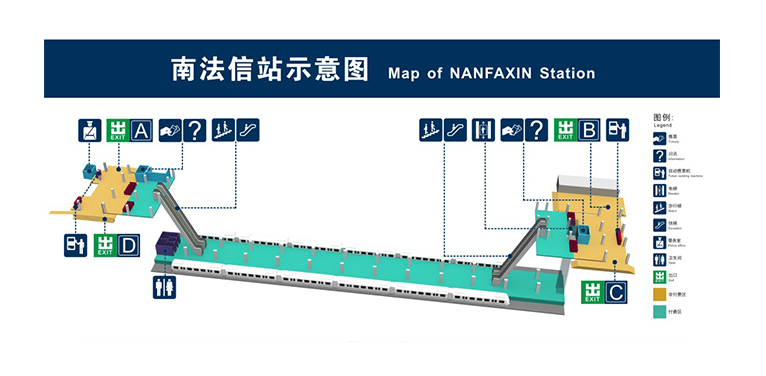 南法信站示意图 Map of NANFAXIN Station
出 EXIT A
?
出 EXIT B
?
出 EXIT D
出 EXIT C
图例:
Legend
售票
Tickets
?
问讯
Information
自动售票机
Ticket vending machine
电梯
Elevator
步行梯
Stairs
扶梯
Escalator
警务室
Police office
卫生间
Toilet
出 EXIT
出口
Exit
非付费区
付费区